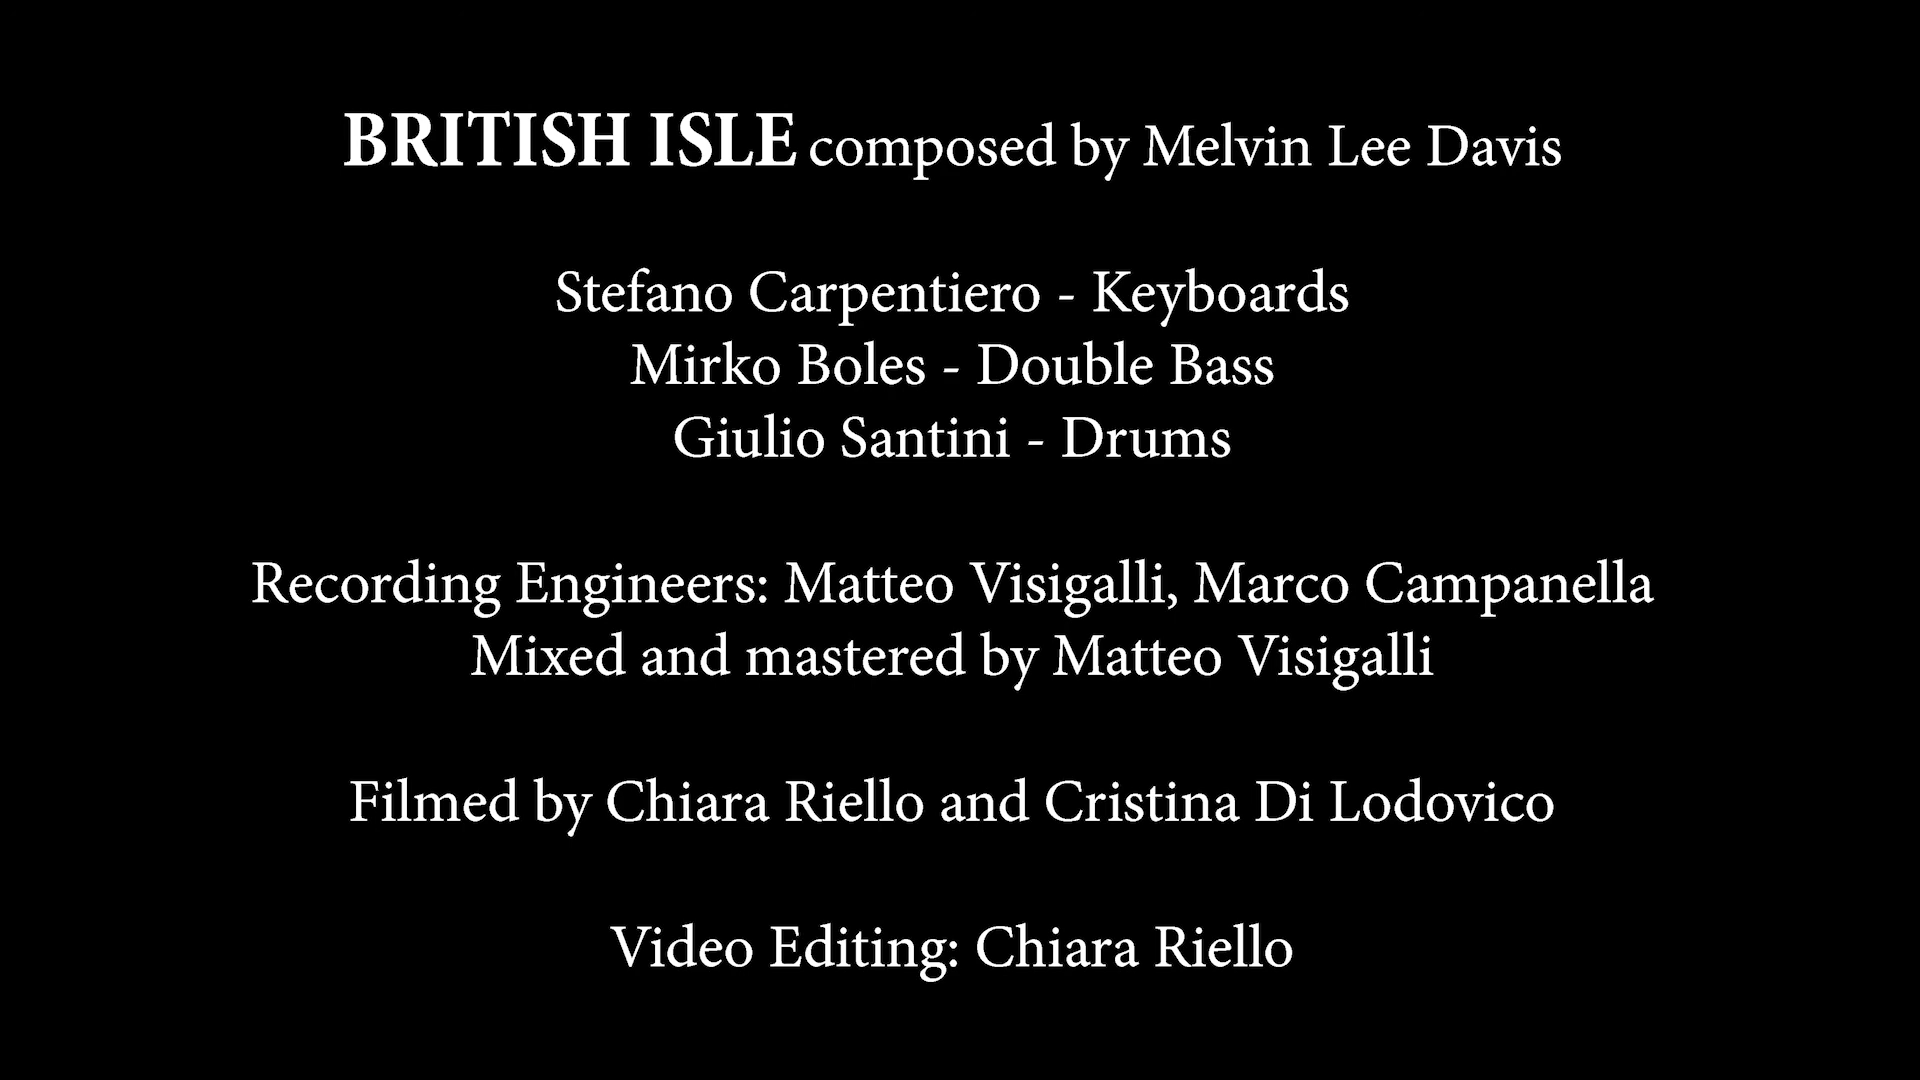 BRITISH ISLE composed by Melvin Lee Davis
Stefano Carpentiero - Keyboards
Mirko Boles - Double Bass
Giulio Santini - Drums
Recording Engineers: Matteo Visigalli, Marco Campanella
Mixed and mastered by Matteo Visigalli
Filmed by Chiara Riello and Cristina Di Lodovico
Video Editing: Chiara Riello